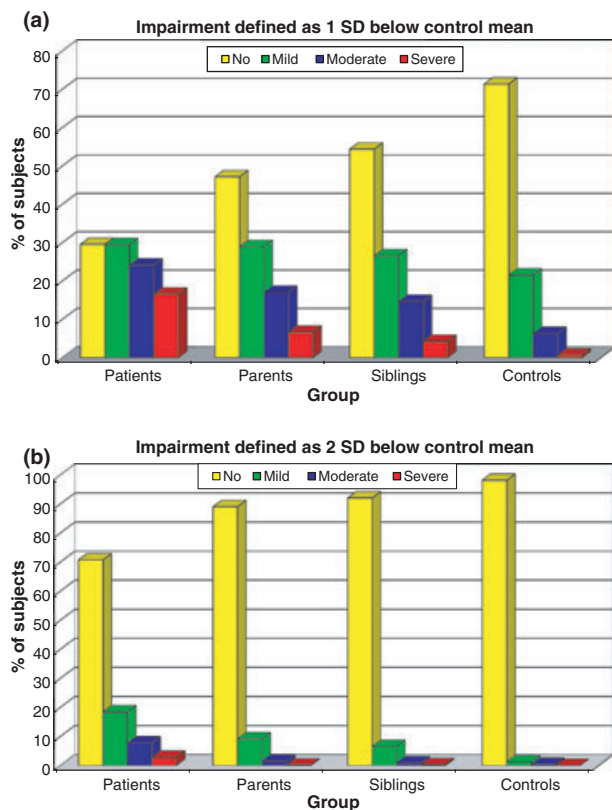 (a)
Impairment defined as 1 SD below control mean
No Mild Moderate Severe
80
70
60
50
40
30
20
10
0
% of subjects
Patients Parents Siblings Controls
Group
(b)
Impairment defined as 2 SD below control mean
No Mild Moderate Severe
100
90
80
70
60
50
40
30
20
10
0
% of subjects
Patients Parents Siblings Controls
Group